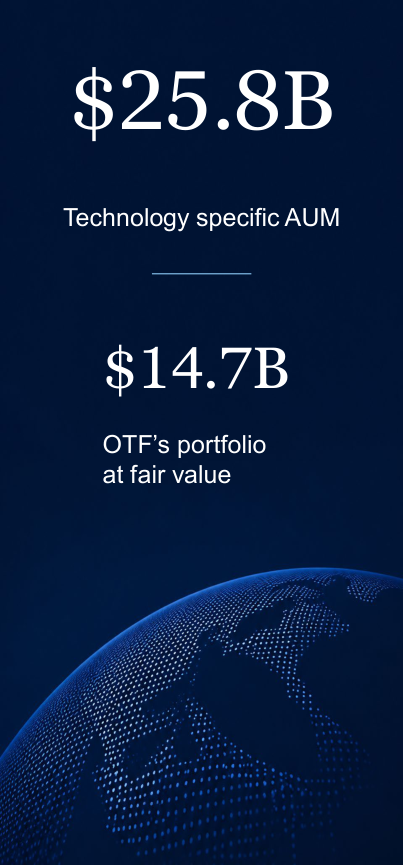 $25.8B
Technology specific AUM
$14.7B
OTF’s portfolio
at fair value